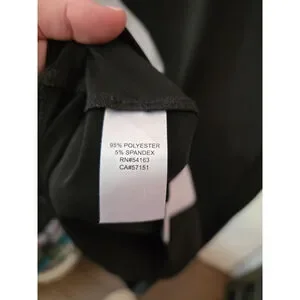 95% POLYESTER
5% SPANDEX
RN#54163
CA#57151